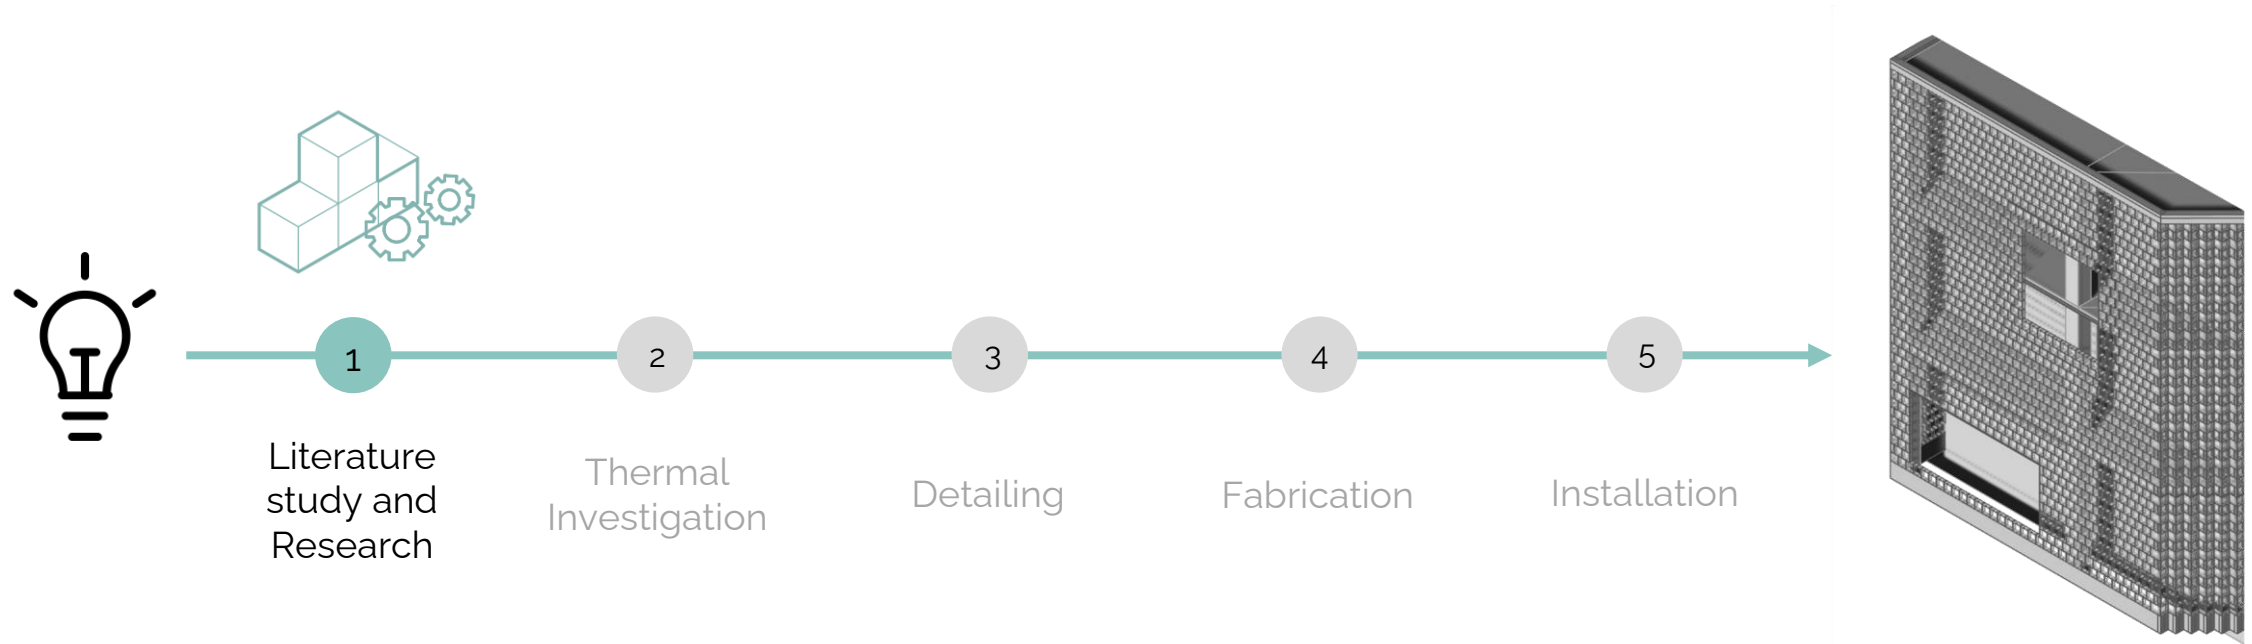 1
2
3
4
5
Literature
study and
Research
Thermal
Investigation
Detailing
Fabrication
Installation